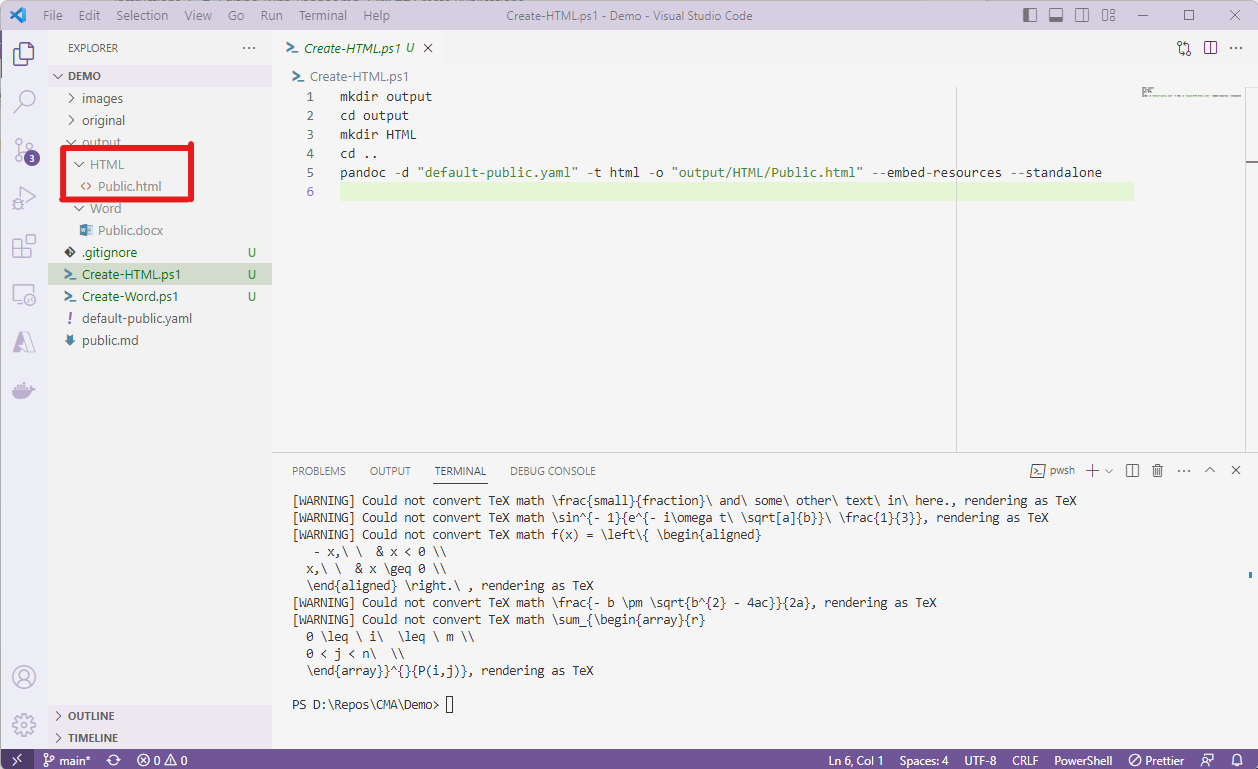 File Edit Selection View Go Run Terminal Help Create-HTML.ps1 - Demo - Visual Studio Code
EXPLORER
DEMO
images
original
output
HTML
Public.html
Word
Public.docx
.gitignore U
Create-HTML.ps1 U
Create-Word.ps1 U
default-public.yaml
public.md
OUTLINE
TIMELINE
3
Create-HTML.ps1 U
Create-HTML.ps1
1 mkdir output
2 cd output
3 mkdir HTML
4 cd ..
5 pandoc -d "default-public.yaml" -t html -o "output/HTML/Public.html" --embed-resources --standalone
6
PROBLEMS OUTPUT TERMINAL DEBUG CONSOLE pwsh
[WARNING] Could not convert TeX math \frac{small}{fraction}\ and\ some\ other\ text\ in\ here., rendering as TeX
[WARNING] Could not convert TeX math \sin^{- 1}{e^{- i\omega t\ \sqrt[a]{b}}\ \frac{1}{3}}, rendering as TeX
[WARNING] Could not convert TeX math f(x) = \left\{ \begin{aligned}
- x,\ \  & x < 0 \\
x,\ \  & x \geq 0 \\
\end{aligned} \right.\ , rendering as TeX
[WARNING] Could not convert TeX math \frac{- b \pm \sqrt{b^{2} - 4ac}}{2a}, rendering as TeX
[WARNING] Could not convert TeX math \sum_{\begin{array}{r}
0 \leq \ i\  \leq \ m \\
0 < j < n\  \\
\end{array}}^{}{P(i,j)}, rendering as TeX
PS D:\Repos\CMA\Demo>
main* 0 0 Ln 6, Col 1 Spaces: 4 UTF-8 CRLF PowerShell Prettier